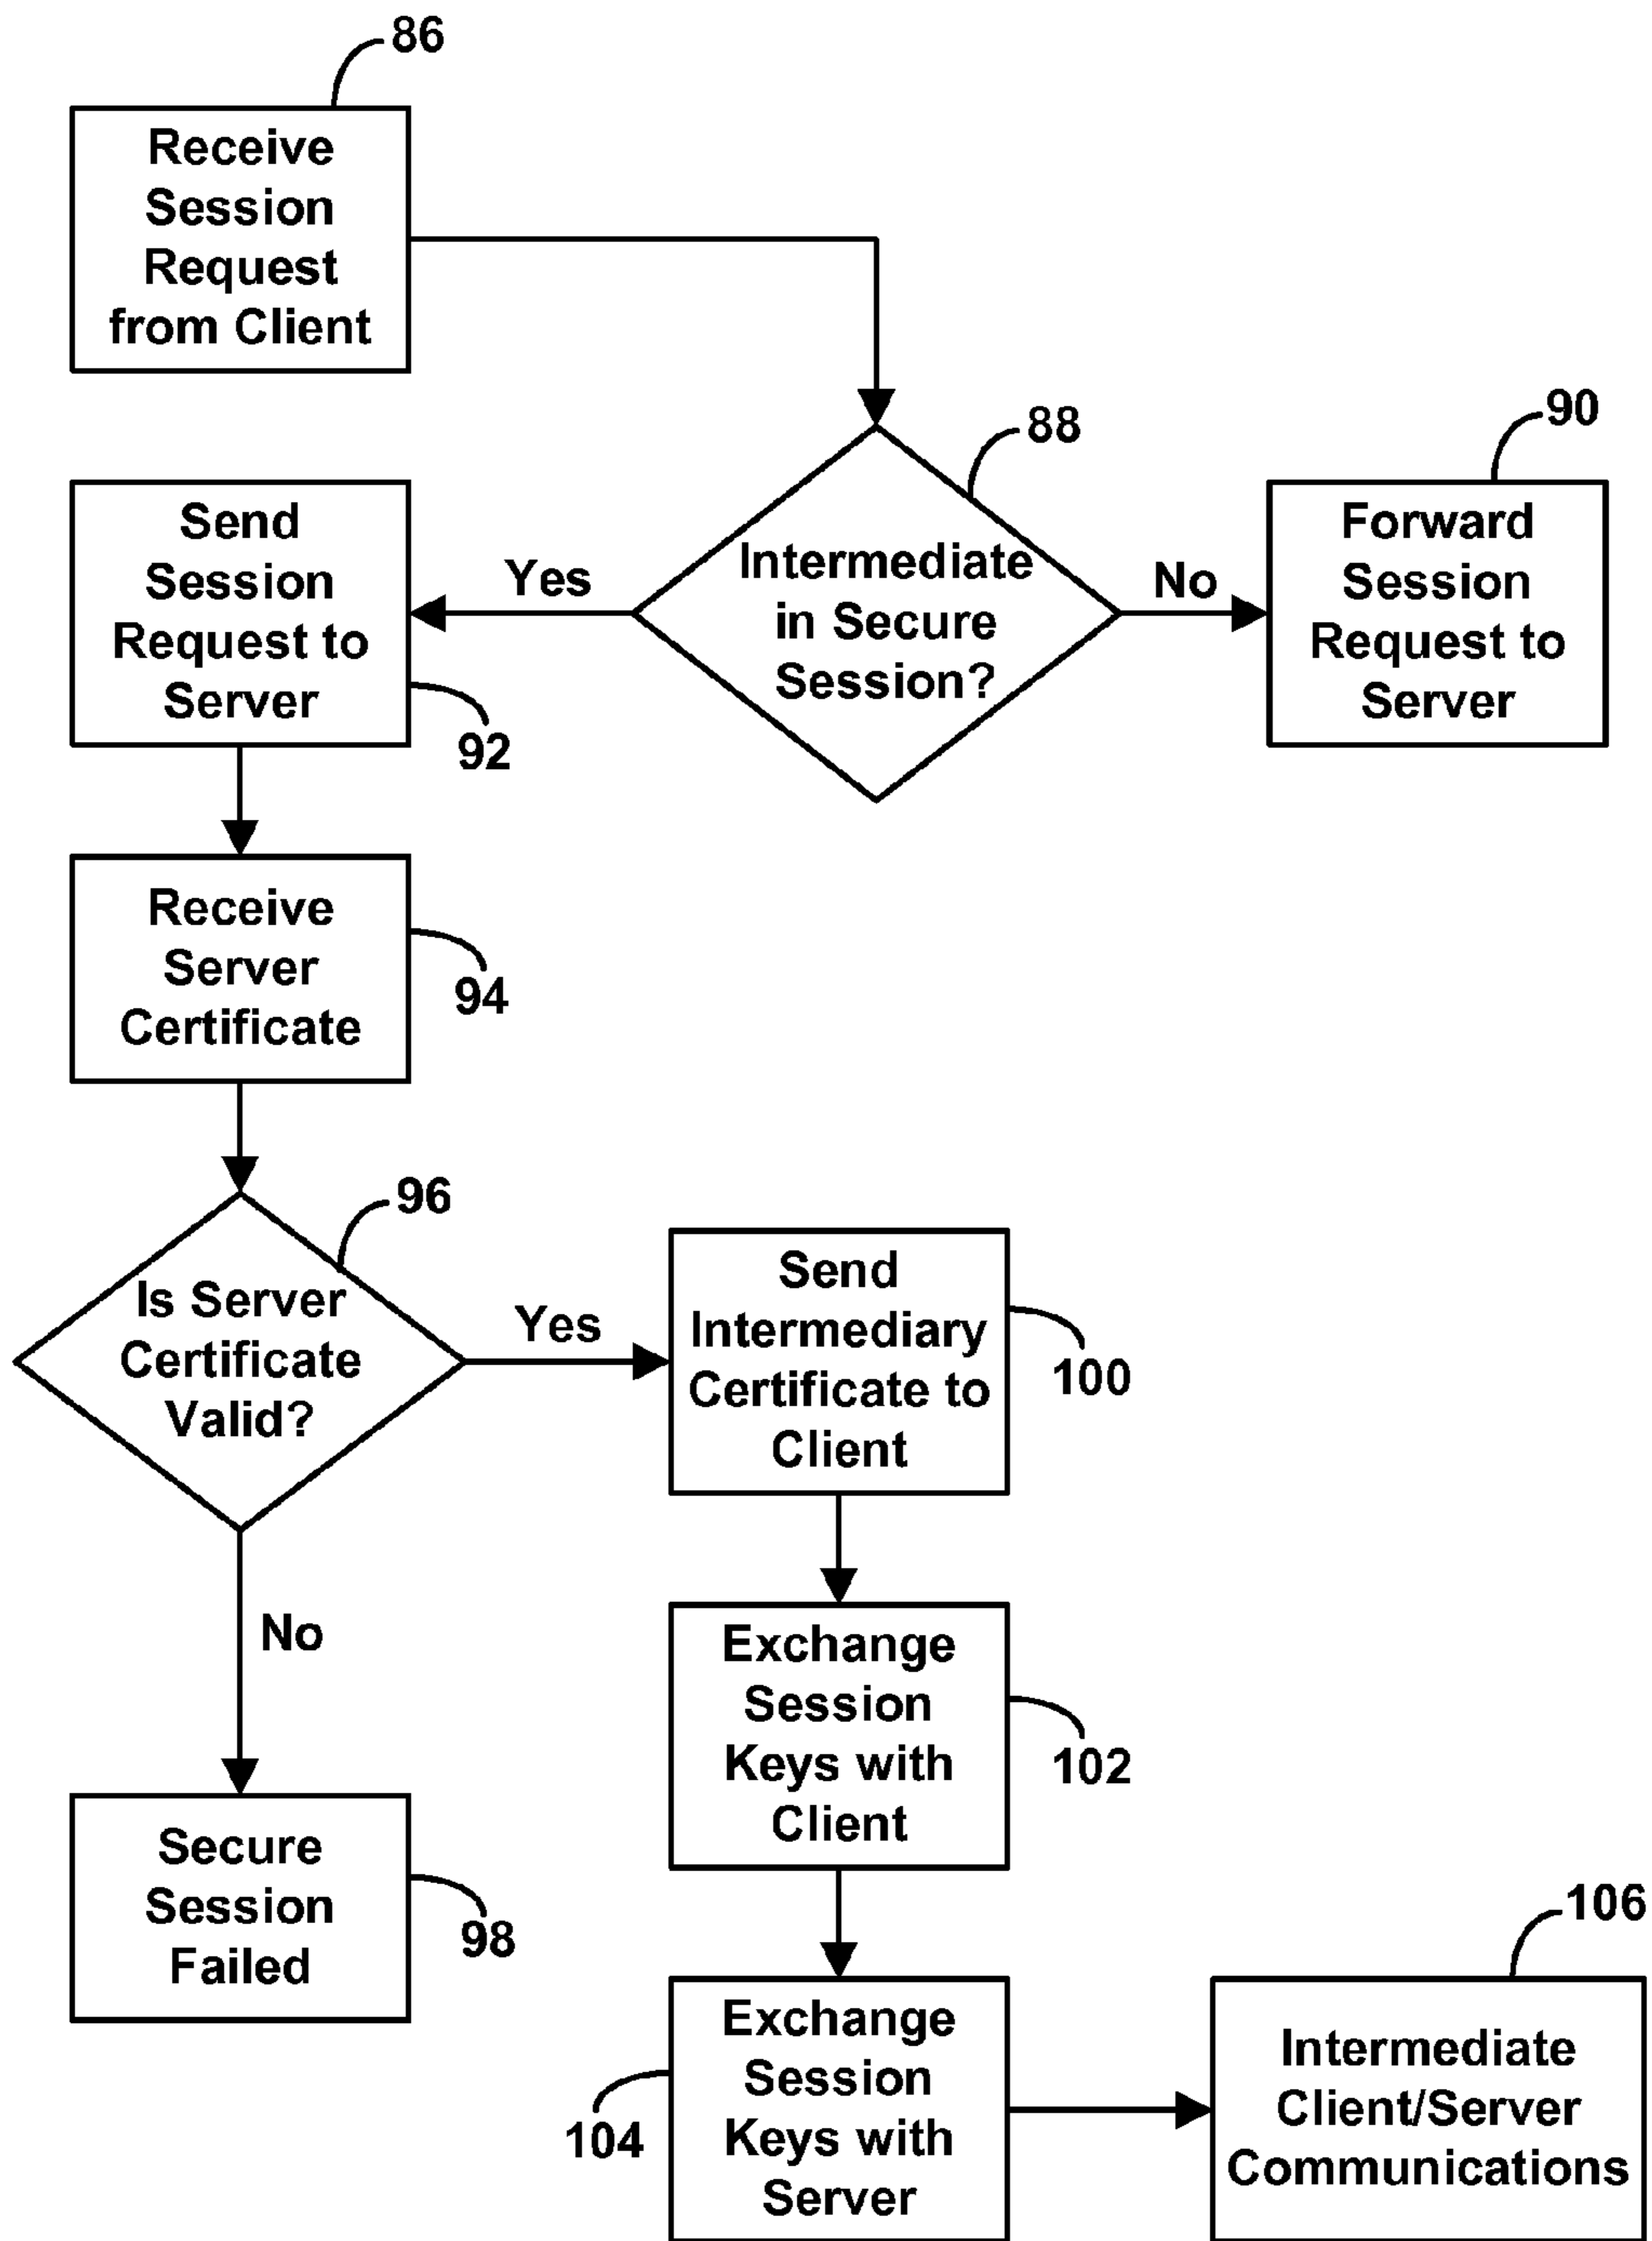 86
Receive
Session
Request
from Client
88
Intermediate
in Secure
Session?
Yes
No
90
Forward
Session
Request to
Server
Send
Session
Request to
Server
92
Receive
Server
Certificate
94
96
Is Server
Certificate
Valid?
Yes
No
Send
Intermediary
Certificate to
Client
100
Exchange
Session
Keys with
Client
102
Secure
Session
Failed
98
Exchange
Session
Keys with
Server
104
106
Intermediate
Client/Server
Communications